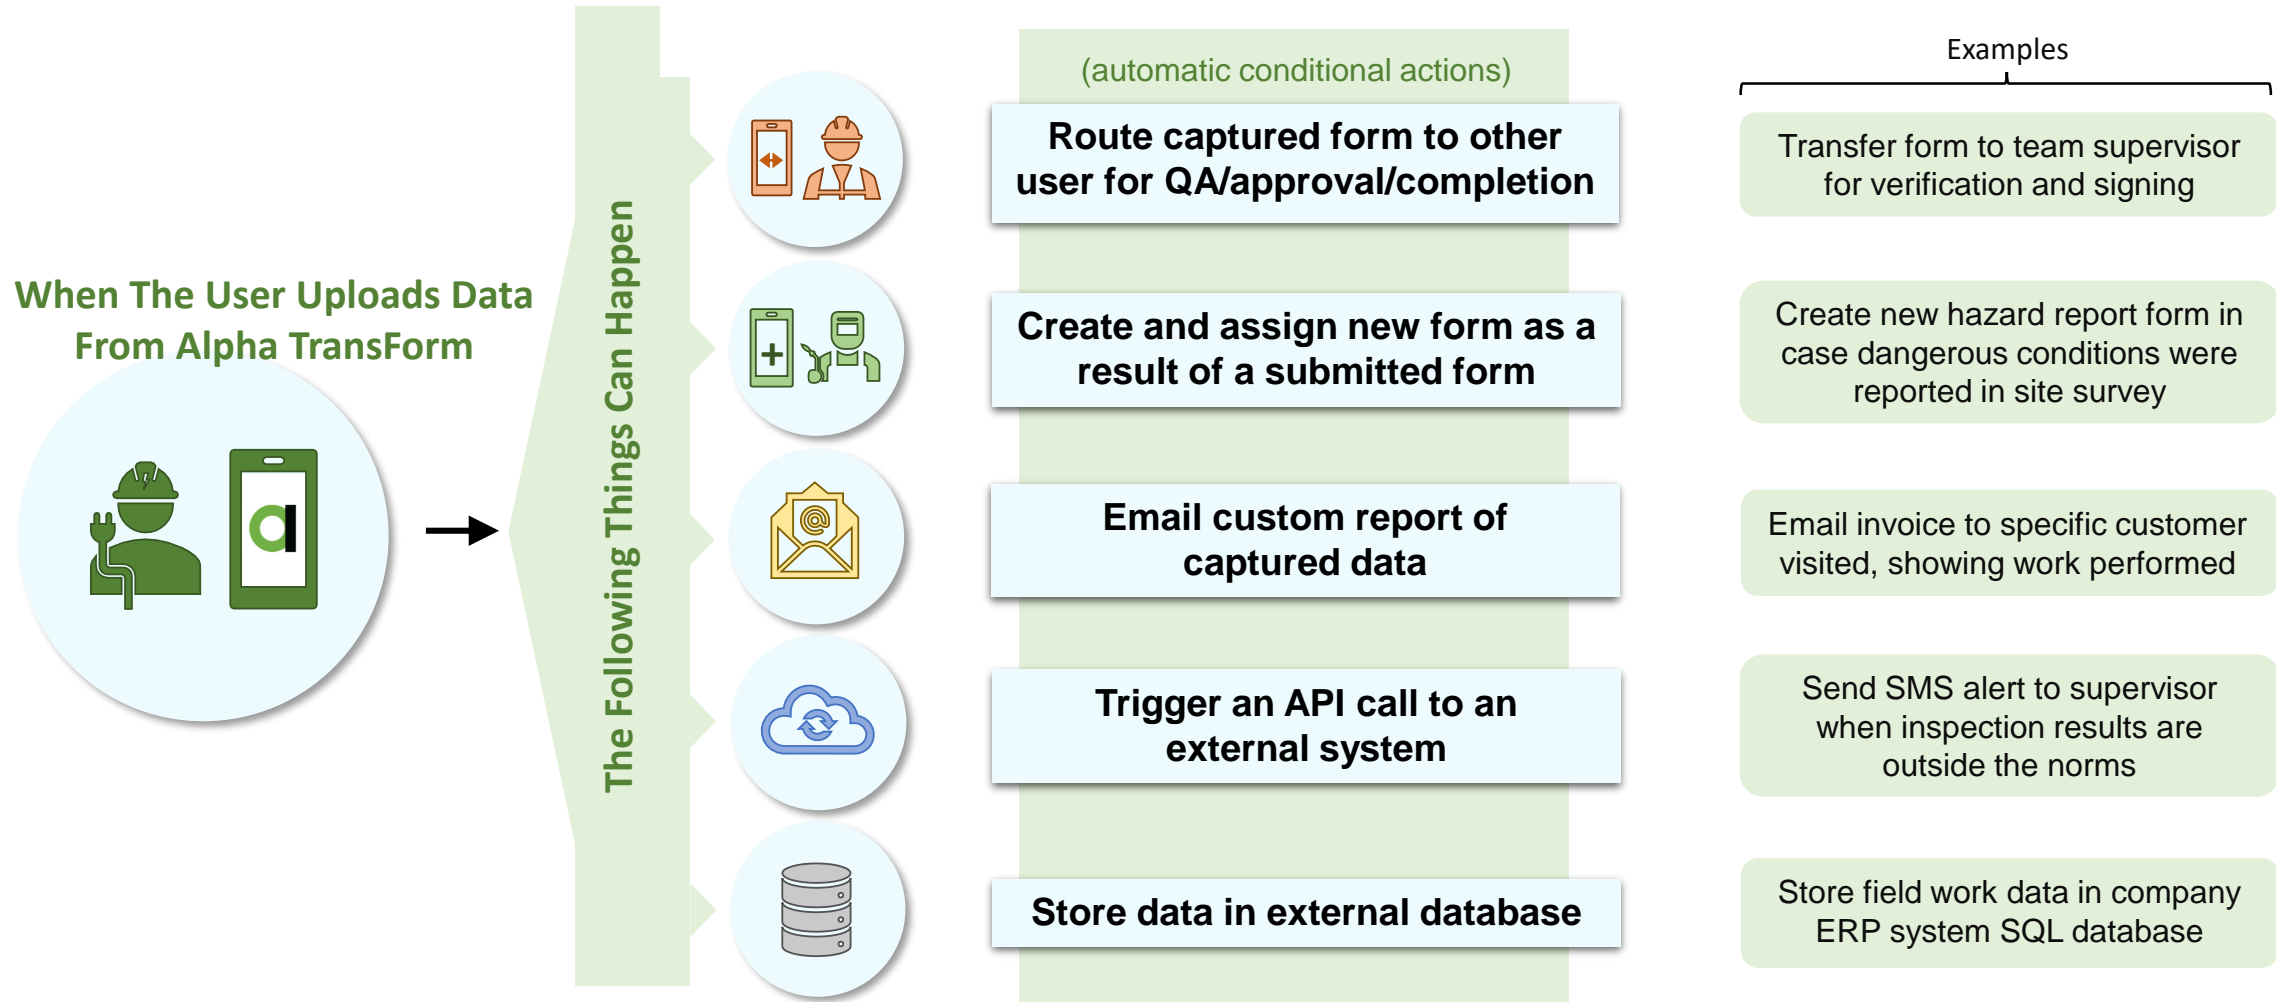 When The User Uploads Data
From Alpha TransForm
The Following Things Can Happen
(automatic conditional actions)
Examples
Route captured form to other
user for QA/approval/completion
Transfer form to team supervisor
for verification and signing
Create and assign new form as a
result of a submitted form
Create new hazard report form in
case dangerous conditions were
reported in site survey
Email custom report of
captured data
Email invoice to specific customer
visited, showing work performed
Trigger an API call to an
external system
Send SMS alert to supervisor
when inspection results are
outside the norms
Store data in external database
Store field work data in company
ERP system SQL database